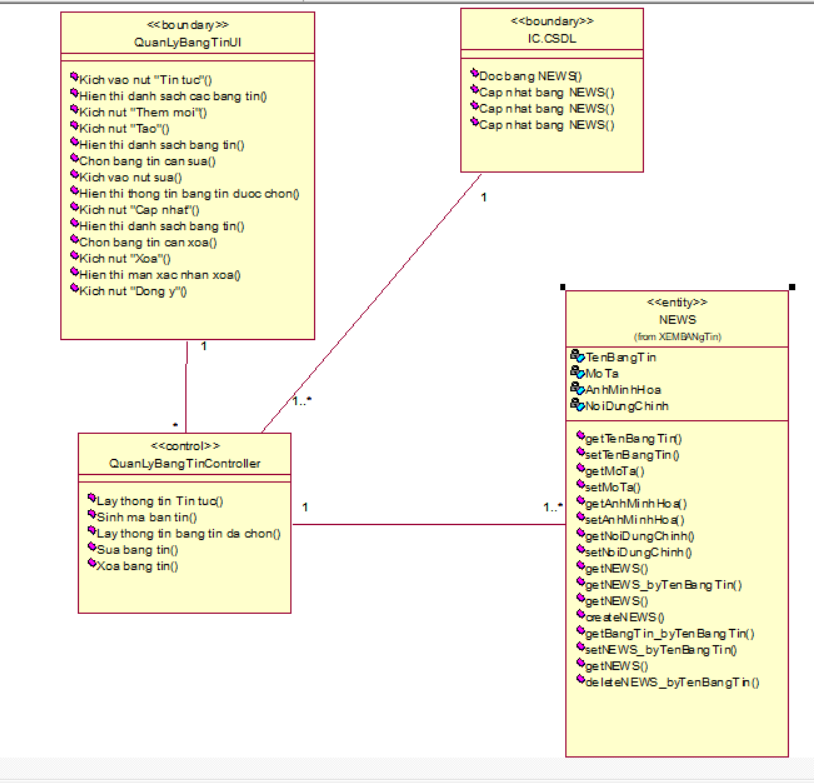 <<boundary>>
QuanLyBangTinUI
Kich vao nut "Tin tuc"()
Hien thi danh sach cac bang tin()
Kich nut "Them moi"()
Kich nut "Tao"()
Hien thi danh sach bang tin()
Chon bang tin can sua()
Kich vao nut sua()
Hien thi thong tin bang tin duoc chon()
Kich nut "Cap nhat"()
Hien thi danh sach bang tin()
Chon bang tin can xoa()
Kich nut "Xoa"()
Hien thi man xac nhan xoa()
Kich nut "Dong y"()
<<boundary>>
IC.CSDL
Doc bang NEWS()
Cap nhat bang NEWS()
Cap nhat bang NEWS()
Cap nhat bang NEWS()
1
1
1..*
*
<<control>>
QuanLyBangTinController
Lay thong tin Tin tuc()
Sinh ma ban tin()
Lay thong tin bang tin da chon()
Sua bang tin()
Xoa bang tin()
1
1..*
<<entity>>
NEWS
(from XEMBANgTin)
TenBangTin
MoTa
AnhMinhHoa
NoiDungChinh
getTenBangTin()
setTenBangTin()
getMoTa()
setMoTa()
getAnhMinhHoa()
setAnhMinhHoa()
getNoiDungChinh()
setNoiDungChinh()
getNEWS()
getNEWS_byTenBangTin()
getNEWS()
createNEWS()
getBangTin_byTenBangTin()
setNEWS_byTenBangTin()
getNEWS()
deleteNEWS_byTenBangTin()